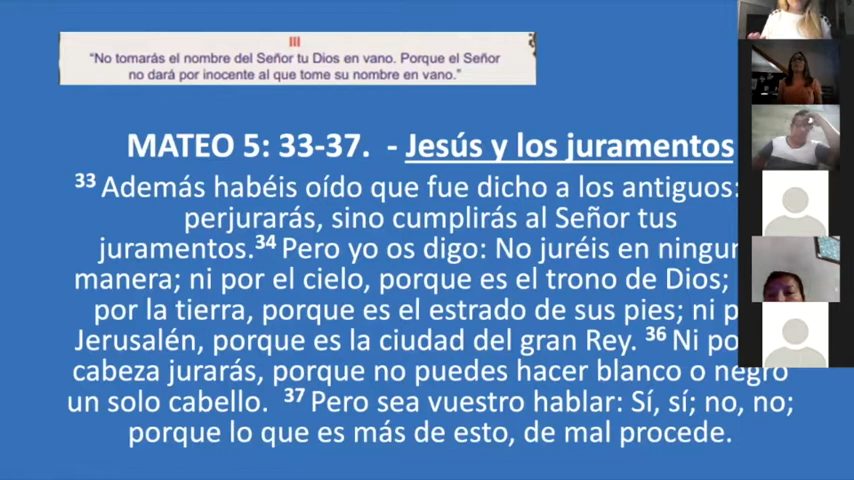 III
“No tomarás el nombre del Señor tu Dios en vano. Porque el Señor
no dará por inocente al que tome su nombre en vano.”
MATEO 5: 33-37.  - Jesús y los juramentos
33 Además habéis oído que fue dicho a los antiguos:
perjurarás, sino cumplirás al Señor tus
juramentos.34 Pero yo os digo: No juréis en
manera; ni por el cielo, porque es el trono de Dios;
por la tierra, porque es el estrado de sus pies; ni
Jerusalén, porque es la ciudad del gran Rey. 36 Ni
cabeza jurarás, porque no puedes hacer blanco o negro
un solo cabello.  37 Pero sea vuestro hablar: Sí, sí; no, no;
porque lo que es más de esto, de mal procede.